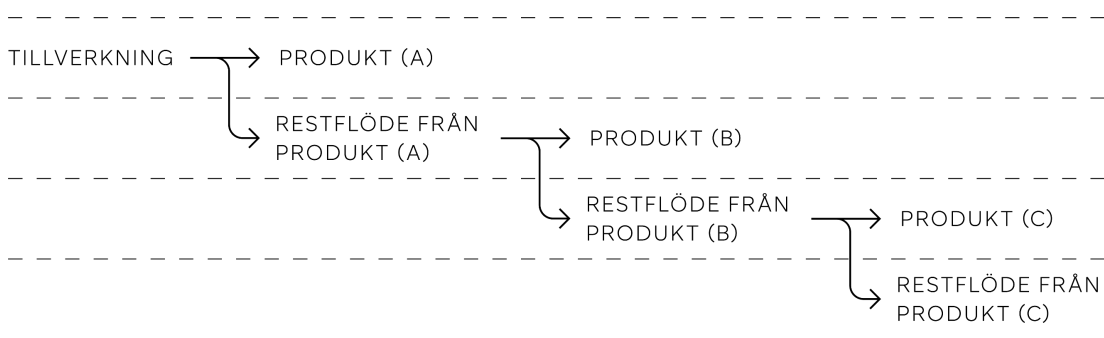 TILLVERKNING
PRODUKT (A)
RESTFLÖDE FRÅN
PRODUKT (A)
PRODUKT (B)
RESTFLÖDE FRÅN
PRODUKT (B)
PRODUKT (C)
RESTFLÖDE FRÅN
PRODUKT (C)